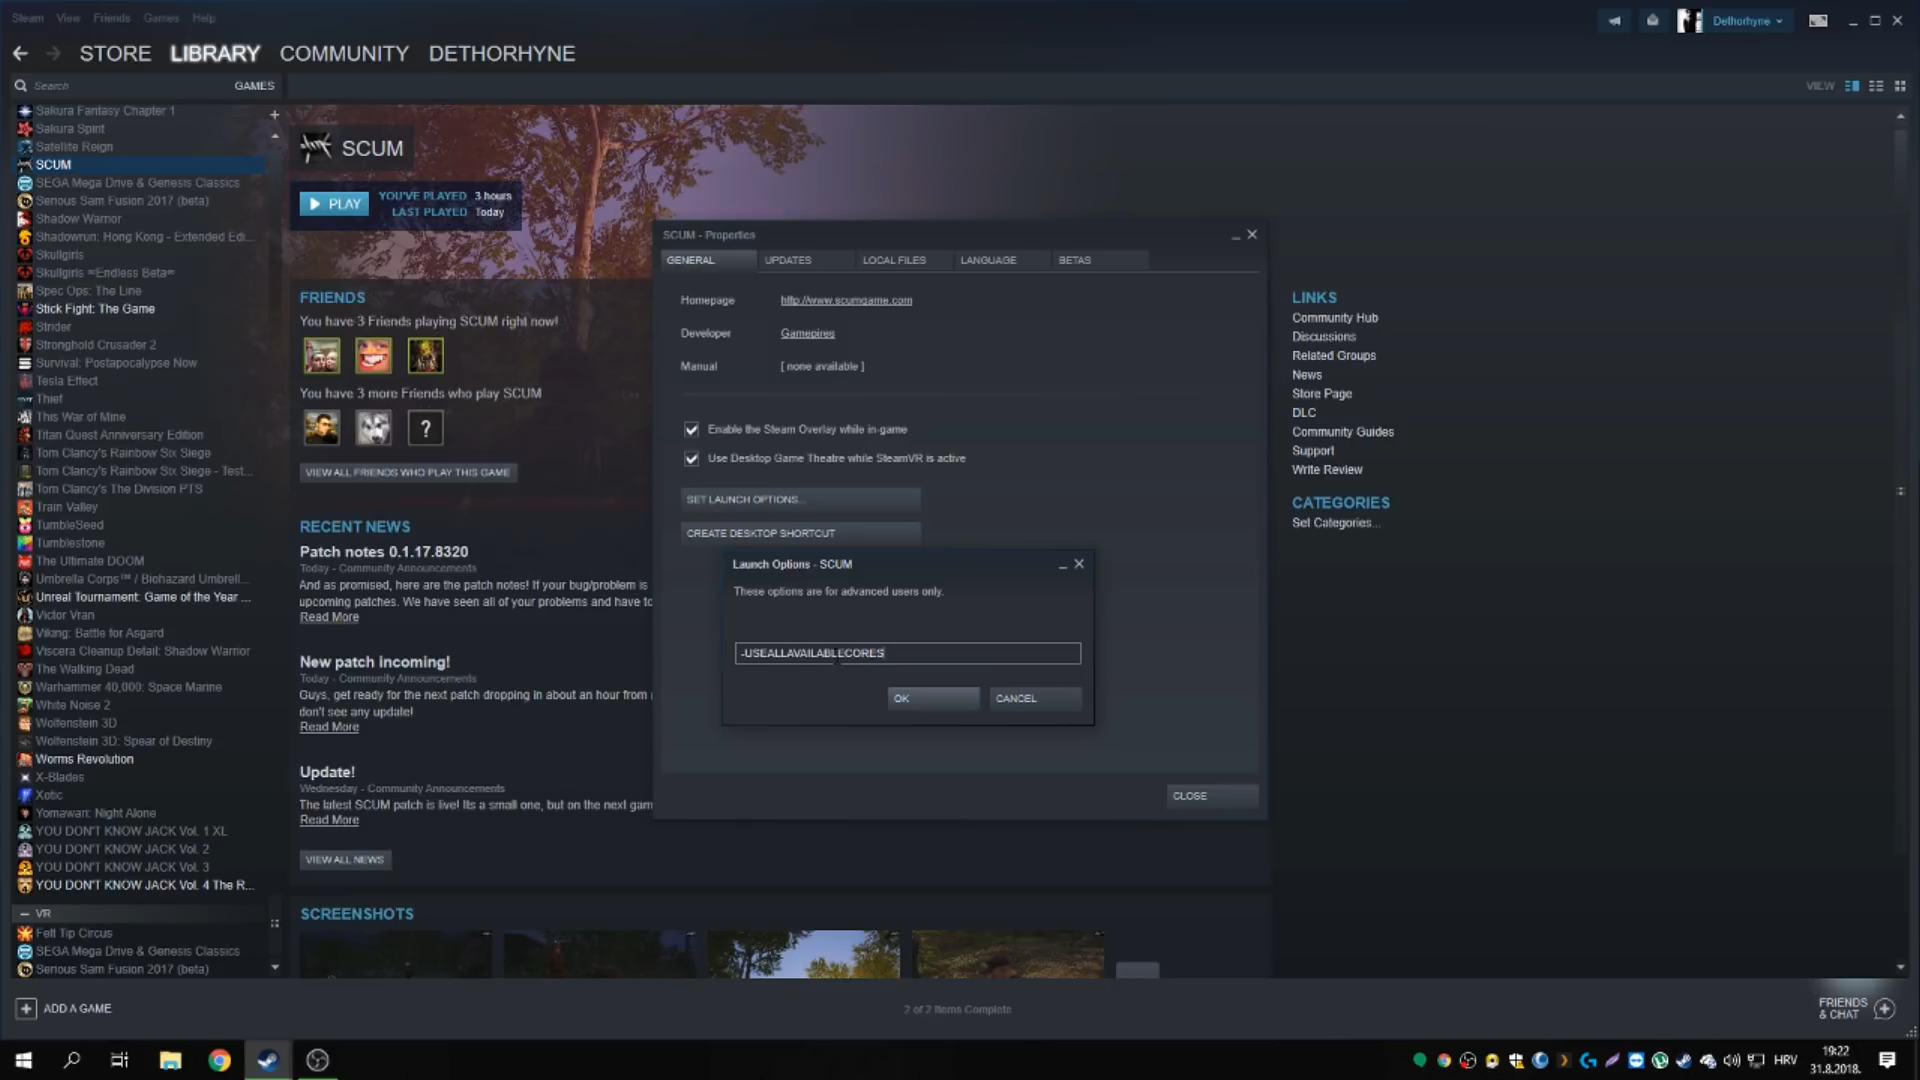 Steam View Friends Games Help
Dethorhyne
STORE LIBRARY COMMUNITY DETHORHYNE
Search
GAMES
VIEW
Sakura Fantasy Chapter 1
Sakura Spirit
Satellite Reign
SCUM
SEGA Mega Drive & Genesis Classics
Serious Sam Fusion 2017 (beta)
Shadow Warrior
Shadowrun: Hong Kong - Extended Edi...
Skullgirls
Skullgirls ∞Endless Beta∞
Spec Ops: The Line
Stick Fight: The Game
Strider
Stronghold Crusader 2
Survival: Postapocalypse Now
Tesla Effect
Thief
This War of Mine
Titan Quest Anniversary Edition
Tom Clancy's Rainbow Six Siege
Tom Clancy's Rainbow Six Siege - Test...
Tom Clancy's The Division PTS
Train Valley
TumbleSeed
Tumblestone
The Ultimate DOOM
Umbrella Corps™ / Biohazard Umbrell...
Unreal Tournament: Game of the Year ...
Victor Vran
Viking: Battle for Asgard
Viscera Cleanup Detail: Shadow Warrior
The Walking Dead
Warhammer 40,000: Space Marine
White Noise 2
Wolfenstein 3D
Wolfenstein 3D: Spear of Destiny
Worms Revolution
X-Blades
Xotic
Yomawari: Night Alone
YOU DON'T KNOW JACK Vol. 1 XL
YOU DON'T KNOW JACK Vol. 2
YOU DON'T KNOW JACK Vol. 3
YOU DON'T KNOW JACK Vol. 4 The R...
VR
Felt Tip Circus
SEGA Mega Drive & Genesis Classics
Serious Sam Fusion 2017 (beta)
SCUM
PLAY
YOU'VE PLAYED 3 hours
LAST PLAYED Today
FRIENDS
You have 3 Friends playing SCUM right now!
You have 3 more Friends who play SCUM
?
VIEW ALL FRIENDS WHO PLAY THIS GAME
RECENT NEWS
Patch notes 0.1.17.8320
Today - Community Announcements
And as promised, here are the patch notes! If your bug/problem is
upcoming patches. We have seen all of your problems and have to
Read More
New patch incoming!
Today - Community Announcements
Guys, get ready for the next patch dropping in about an hour from
don't see any update!
Read More
Update!
Wednesday - Community Announcements
The latest SCUM patch is live! Its a small one, but on the next gam
Read More
VIEW ALL NEWS
SCREENSHOTS
SCUM - Properties
GENERAL UPDATES LOCAL FILES LANGUAGE BETAS
Homepage http://www.scumgame.com
Developer Gamepires
Manual [ none available ]
Enable the Steam Overlay while in-game
Use Desktop Game Theatre while SteamVR is active
SET LAUNCH OPTIONS...
CREATE DESKTOP SHORTCUT
Launch Options - SCUM
These options are for advanced users only.
-USEALLAVAILABLECORES
OK CANCEL
CLOSE
LINKS
Community Hub
Discussions
Related Groups
News
Store Page
DLC
Community Guides
Support
Write Review
CATEGORIES
Set Categories...
ADD A GAME
2 of 2 Items Complete
FRIENDS
& CHAT
HRV
19:22
31.8.2018.